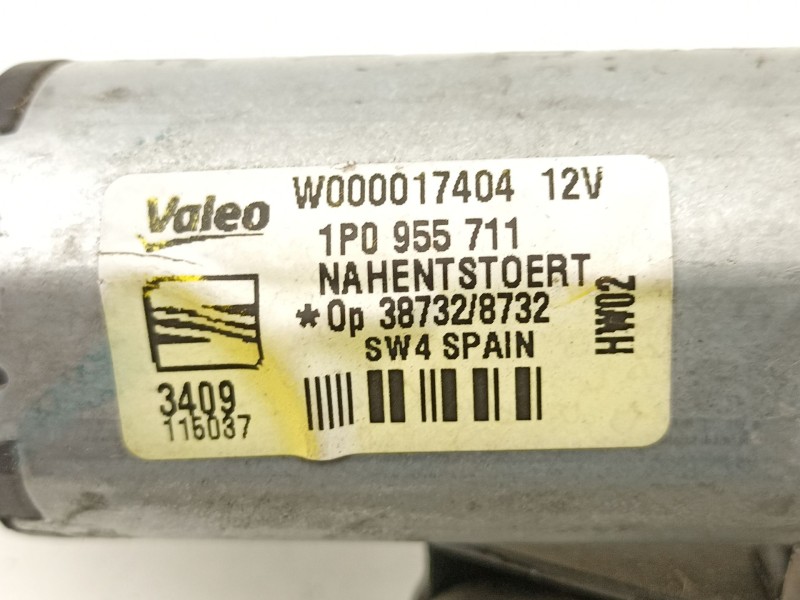 Valeo
W000017404 12V
1P0 955 711
NAHENTSTOERT
*Op 38732/8732
SW4 SPAIN
HW02
3409
115037